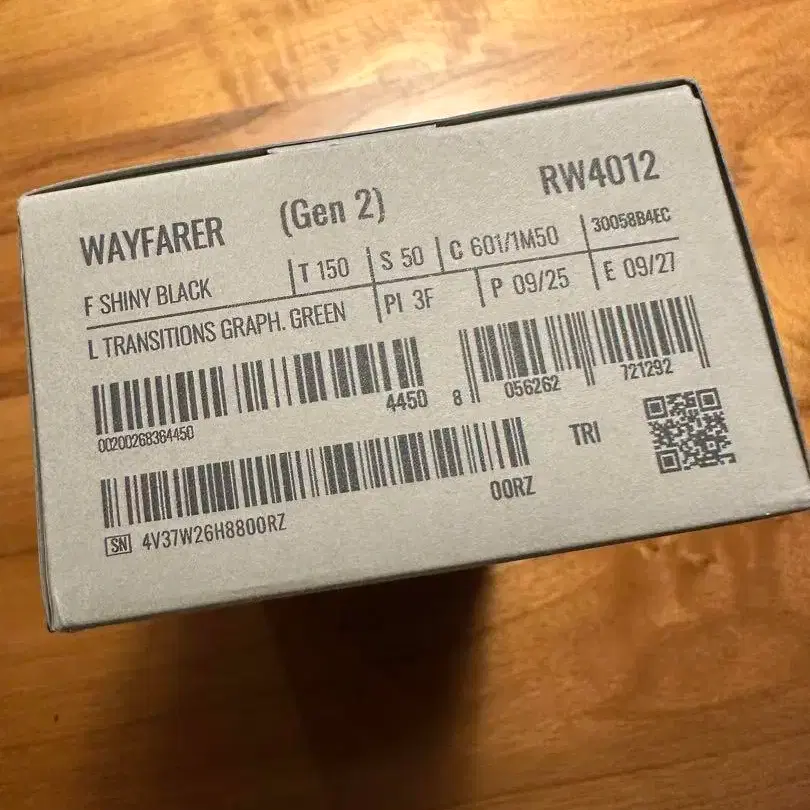 WAYFARER (Gen 2) RW4012
F SHINY BLACK T 150 S 50 C 601/1M50 30058B4EC
L TRANSITIONS GRAPH. GREEN PI 3F P 09/25 E 09/27
4450 8 056262 721292
00200268364450
TRI
00RZ
SN 4V37W26H8800RZ